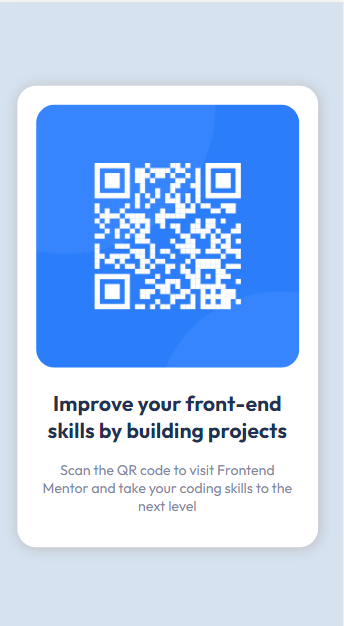 Improve your front-end
skills by building projects
Scan the QR code to visit Frontend
Mentor and take your coding skills to the
next level